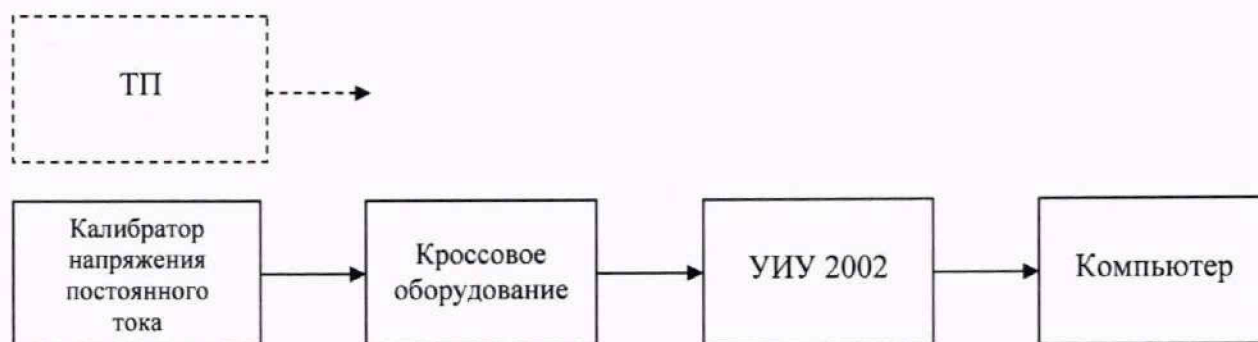 ТП
Калибратор
напряжения
постоянного
тока
Кроссовое
оборудование
УИУ 2002
Компьютер